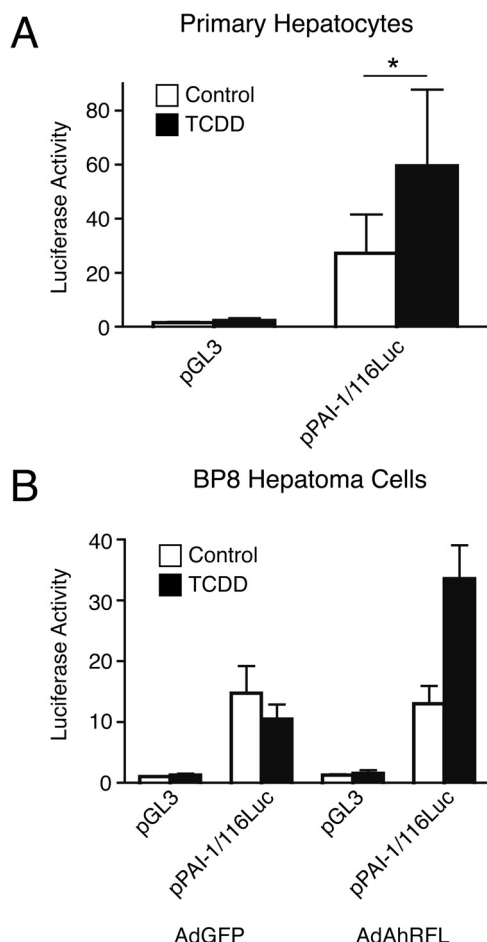 A
Primary Hepatocytes
*
Control
TCDD
Luciferase Activity
80
60
40
20
0
pGL3
pPAI-1/116Luc
B
BP8 Hepatoma Cells
Control
TCDD
Luciferase Activity
40
30
20
10
0
pGL3
pPAI-1/116Luc
pGL3
pPAI-1/116Luc
AdGFP
AdAhRFL